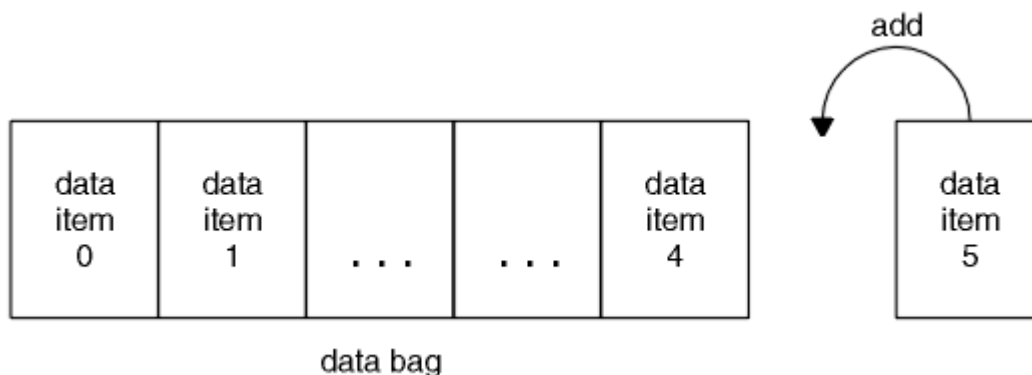 add
data
item
0
data
item
1
. . .
. . .
data
item
4
data
item
5
data bag